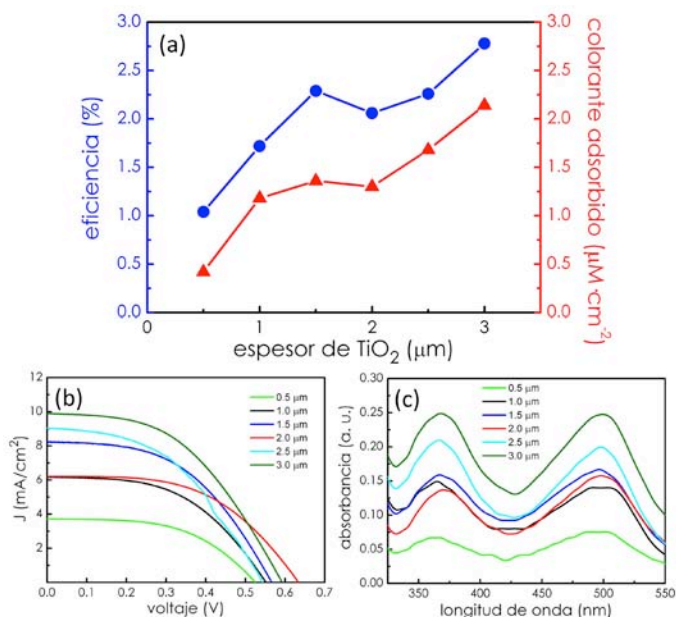 (a)
eficiencia (%)
3.0
2.5
2.0
1.5
1.0
0.5
0.0
colorante adsorbido (μM·cm⁻²)
3.0
2.5
2.0
1.5
1.0
0.5
0.0
0 1 2 3
espesor de TiO₂ (μm)
(b)
J (mA/cm²)
12
10
8
6
4
2
0.5 μm
1.0 μm
1.5 μm
2.0 μm
2.5 μm
3.0 μm
0.0 0.1 0.2 0.3 0.4 0.5 0.6 0.7
voltaje (V)
(c)
absorbancia (a. u.)
0.30
0.25
0.20
0.15
0.10
0.05
0.00
0.5 μm
1.0 μm
1.5 μm
2.0 μm
2.5 μm
3.0 μm
350 400 450 500 550
longitud de onda (nm)